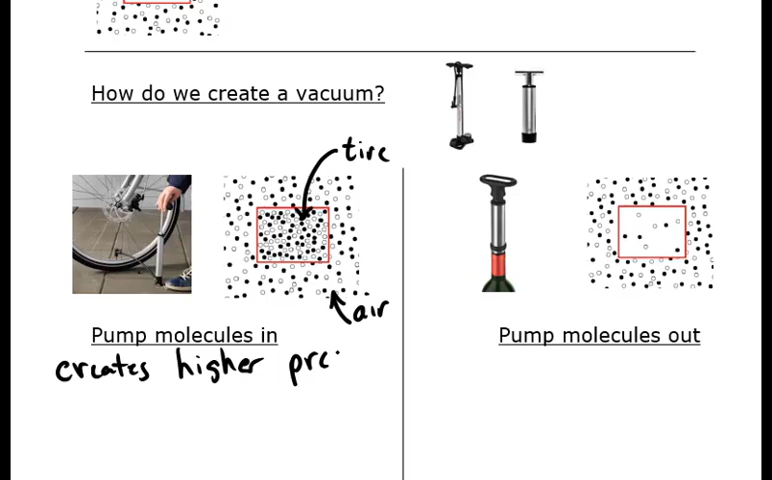 How do we create a vacuum?
tire
air
Pump molecules in
Pump molecules out
creates higher pre